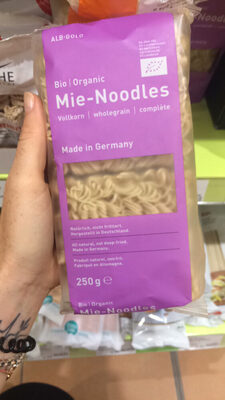 ALB·GOLD
Bio | Organic
Mie-Noodles
Vollkorn | wholegrain | complète
Made in Germany
Natürlich, nicht frittiert.
Hergestellt in Deutschland.
All natural, not deep fried.
Made in Germany.
Produit naturel, non-frit.
Fabriqué en Allemagne.
250 g e
Bio | Organic
Mie-Noodles